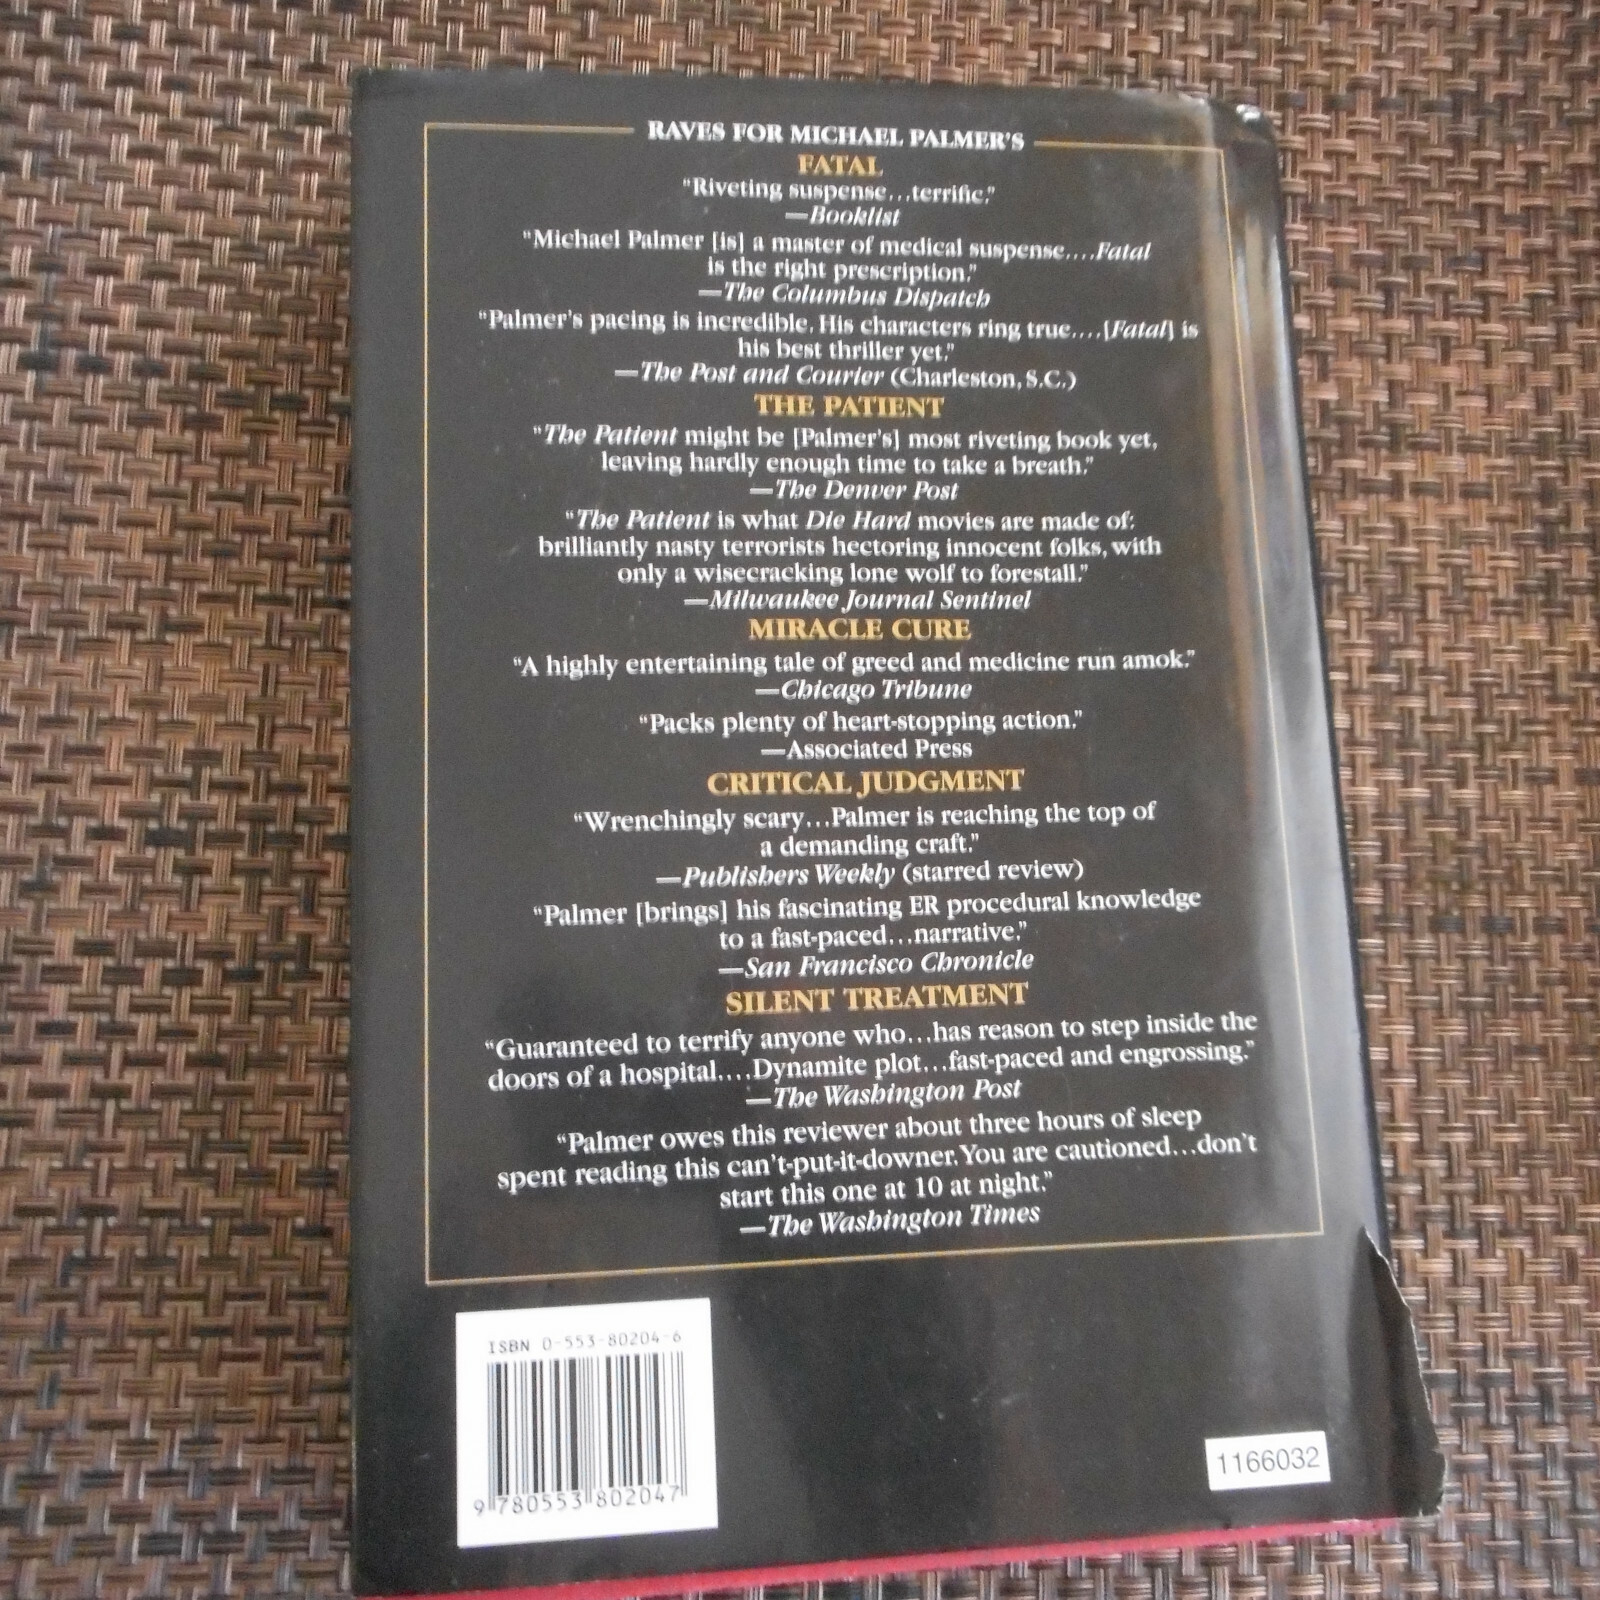 RAVES FOR MICHAEL PALMER'S
FATAL
“Riveting suspense...terrific.”
—Booklist
“Michael Palmer [is] a master of medical suspense....Fatal
is the right prescription.”
—The Columbus Dispatch
“Palmer's pacing is incredible. His characters ring true....[Fatal] is
his best thriller yet.”
—The Post and Courier (Charleston, S.C.)
THE PATIENT
“The Patient might be [Palmer's] most riveting book yet,
leaving hardly enough time to take a breath.”
—The Denver Post
“The Patient is what Die Hard movies are made of:
brilliantly nasty terrorists hectoring innocent folks, with
only a wisecracking lone wolf to forestall.”
—Milwaukee Journal Sentinel
MIRACLE CURE
“A highly entertaining tale of greed and medicine run amok.”
—Chicago Tribune
“Packs plenty of heart-stopping action.”
—Associated Press
CRITICAL JUDGMENT
“Wrenchingly scary...Palmer is reaching the top of
a demanding craft.”
—Publishers Weekly (starred review)
“Palmer [brings] his fascinating ER procedural knowledge
to a fast-paced...narrative.”
—San Francisco Chronicle
SILENT TREATMENT
“Guaranteed to terrify anyone who...has reason to step inside the
doors of a hospital....Dynamite plot...fast-paced and engrossing.”
—The Washington Post
“Palmer owes this reviewer about three hours of sleep
spent reading this can't-put-it-downer. You are cautioned...don't
start this one at 10 at night.”
—The Washington Times
ISBN 0-553-80204-6
9 780553 802047
1166032